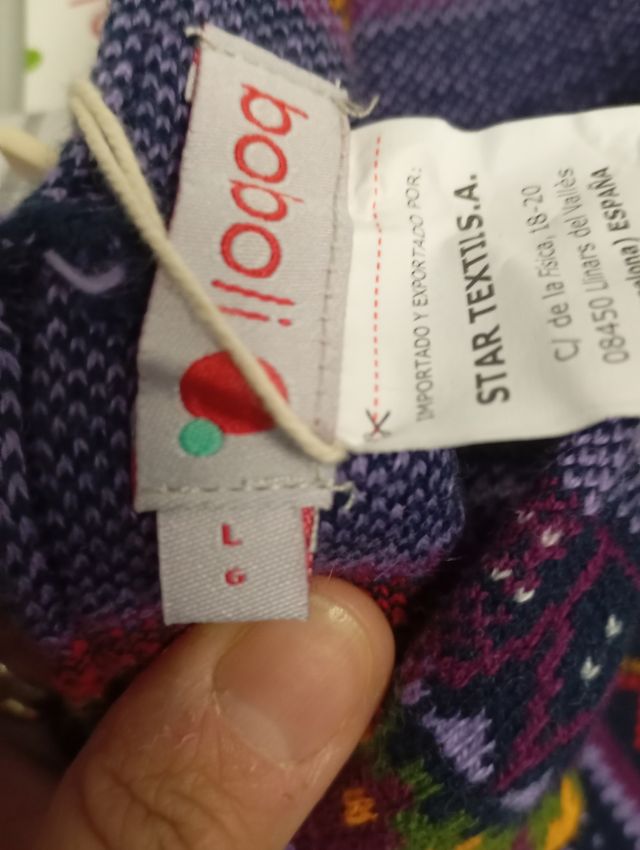 boboli
L
G
IMPORTADO Y EXPORTADO POR:
STAR TEXTIL S.A.
C/ de la Física, 18-20
08450 Llinars del Vallès
ESPAÑA